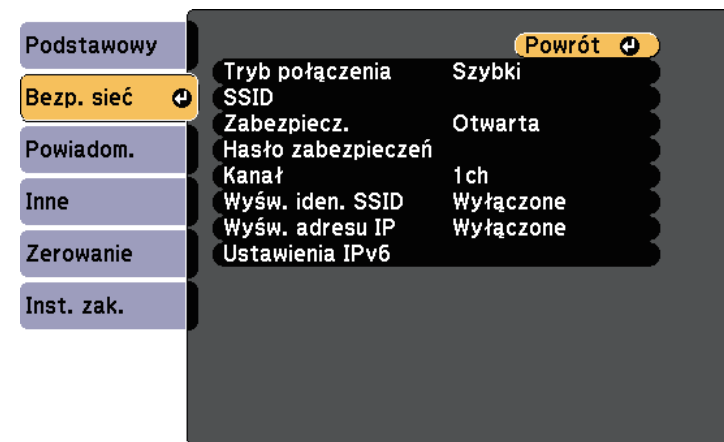 Podstawowy
Bezp. sieć
Powiadom.
Inne
Zerowanie
Inst. zak.
Powrót
Tryb połączenia Szybki
SSID
Zabezpiecz. Otwarta
Hasło zabezpieczeń
Kanał 1ch
Wyśw. iden. SSID Wyłączone
Wyśw. adresu IP Wyłączone
Ustawienia IPv6